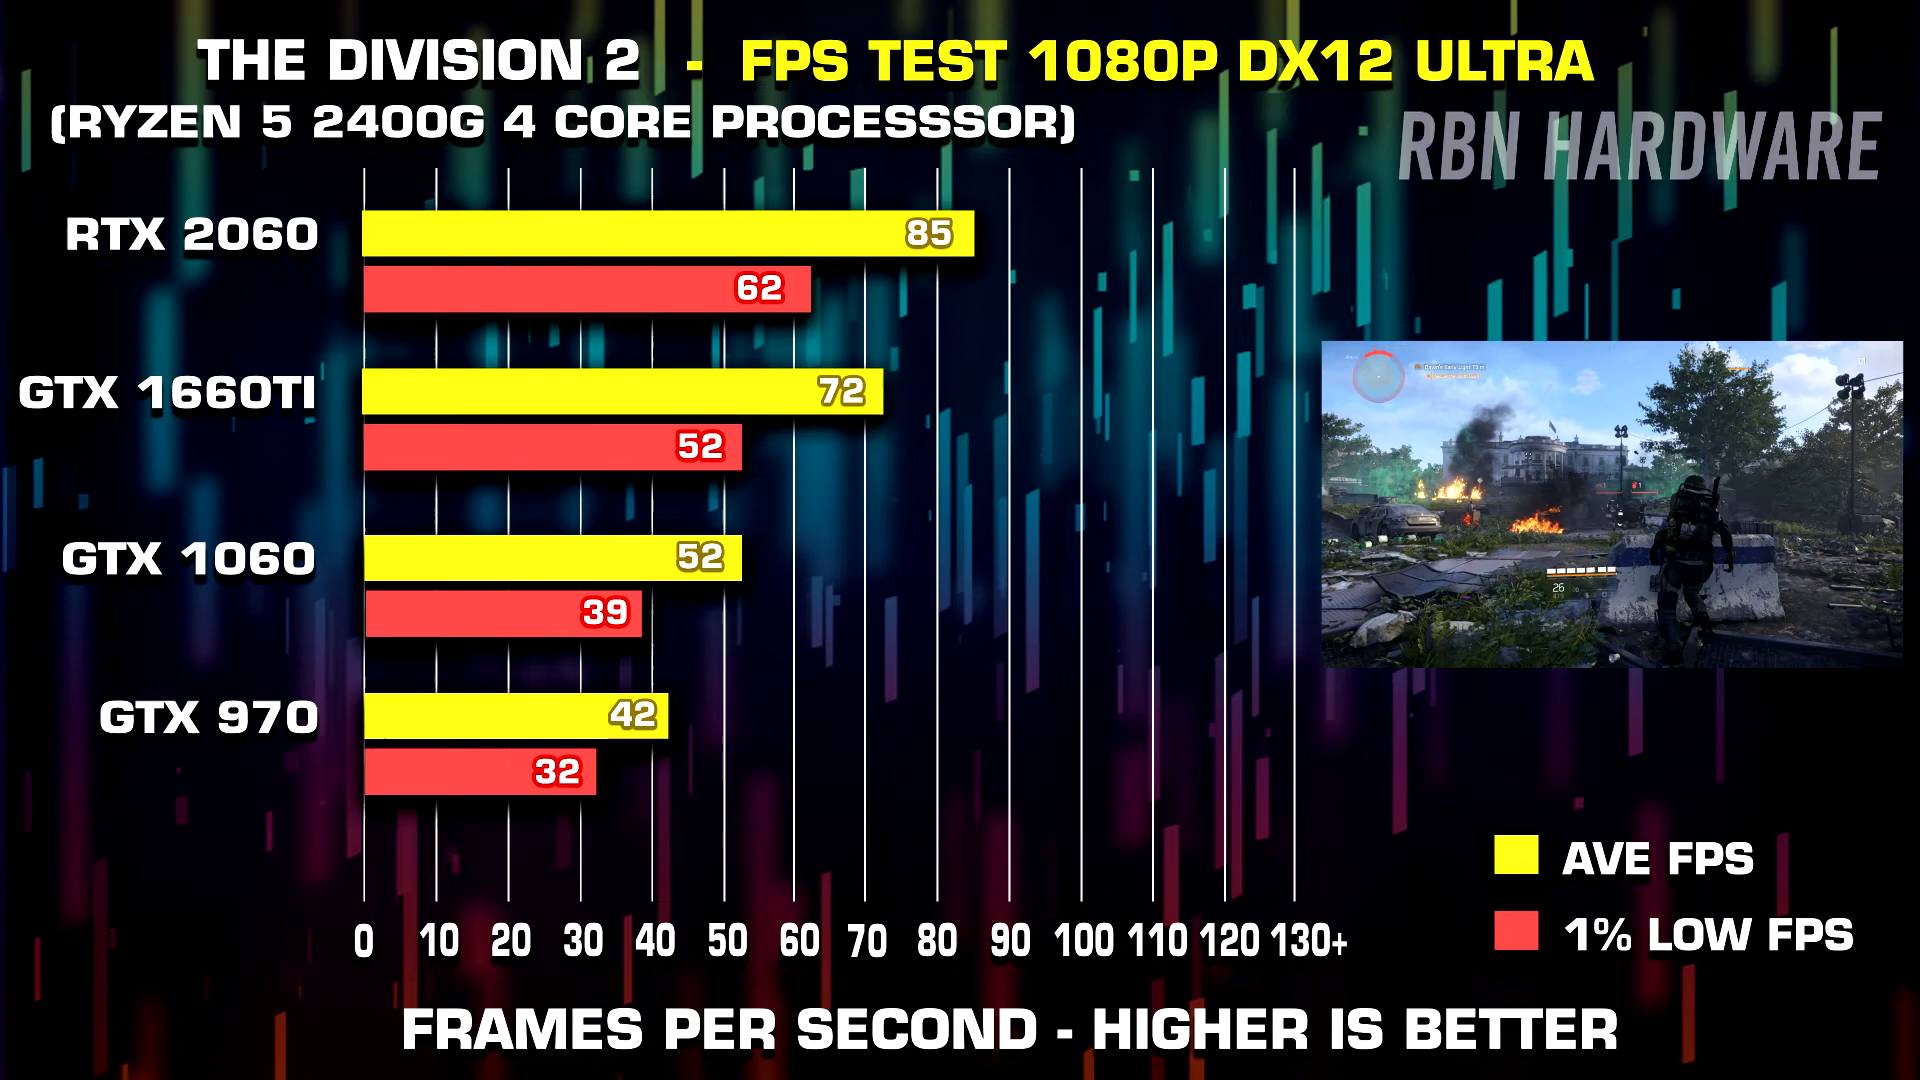 THE DIVISION 2 - FPS TEST 1080P DX12 ULTRA
(RYZEN 5 2400G 4 CORE PROCESSSOR)
RBN HARDWARE
RTX 2060
85
62
GTX 1660TI
72
52
GTX 1060
52
39
GTX 970
42
32
26
AVE FPS
1% LOW FPS
0 10 20 30 40 50 60 70 80 90 100 110 120 130+
FRAMES PER SECOND - HIGHER IS BETTER